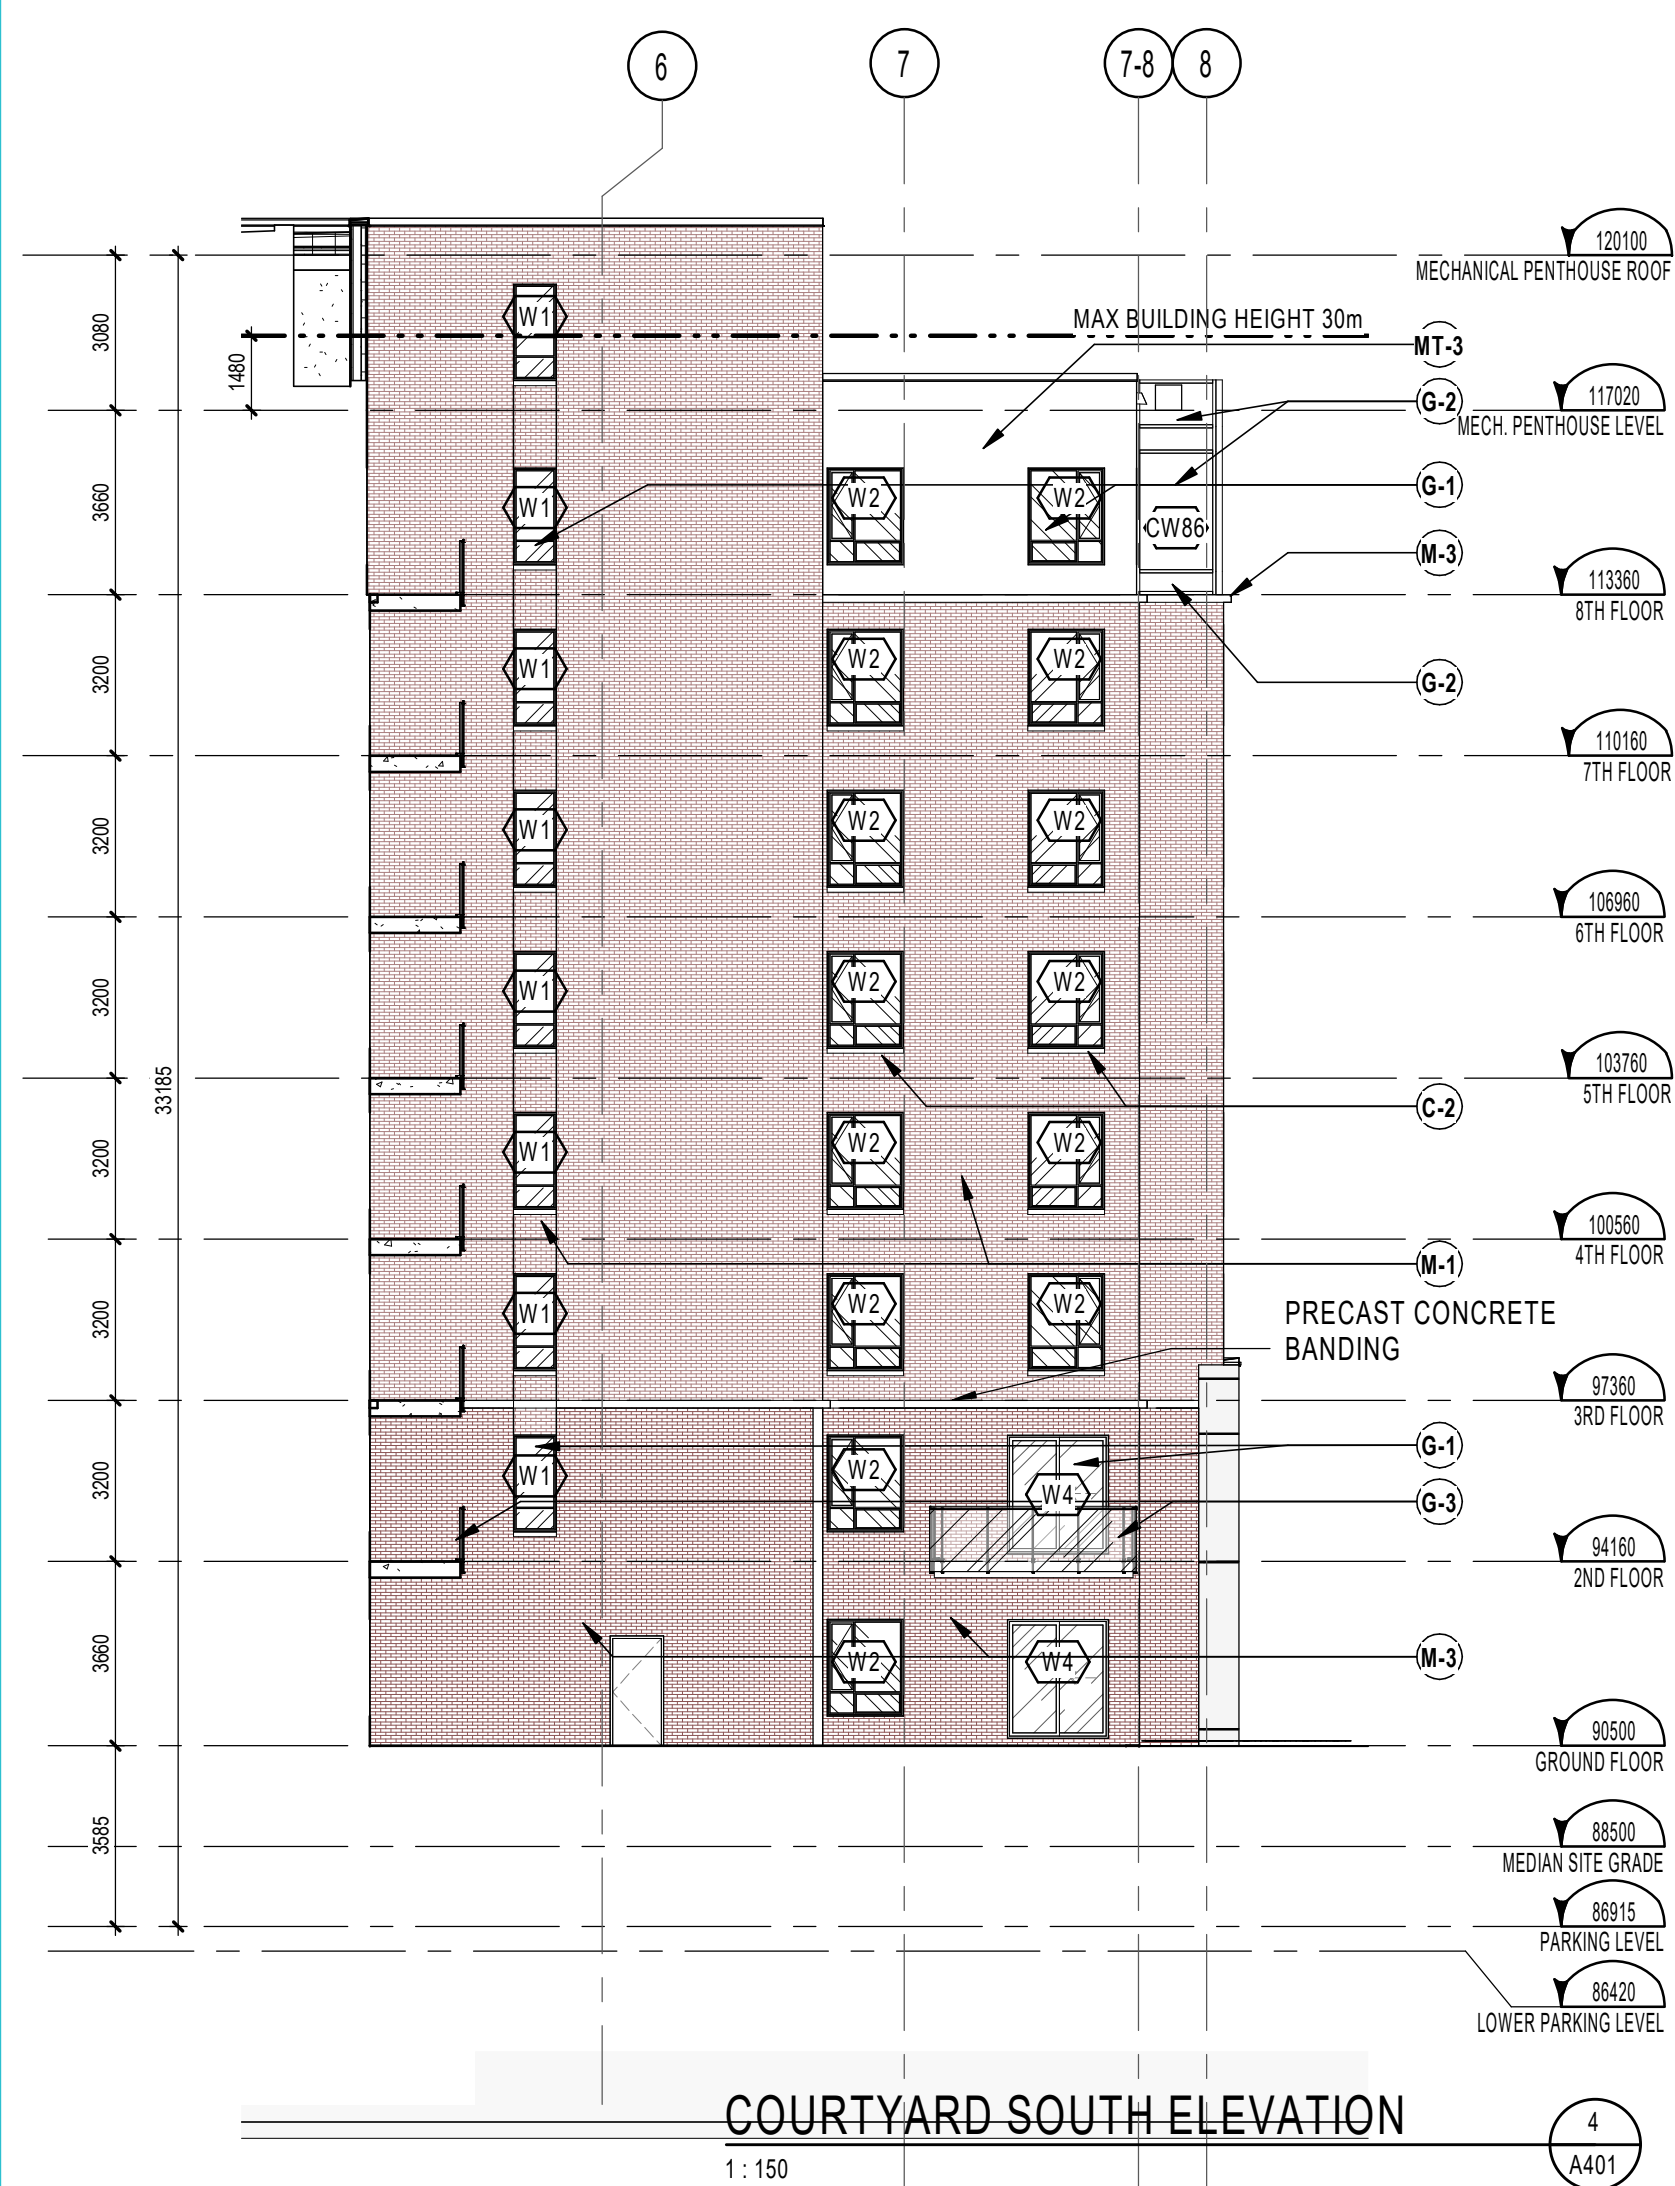 6
7
7-8
8
120100
MECHANICAL PENTHOUSE ROOF
W1
MAX BUILDING HEIGHT 30m
3080
1480
MT-3
G-2
117020
MECH. PENTHOUSE LEVEL
3660
W1
W2
W2
G-1
CW86
M-3
113360
8TH FLOOR
3200
W1
W2
W2
G-2
110160
7TH FLOOR
3200
W1
W2
W2
106960
6TH FLOOR
3200
W1
W2
W2
33185
103760
5TH FLOOR
C-2
3200
W1
W2
W2
100560
4TH FLOOR
M-1
3200
W1
W2
W2
PRECAST CONCRETE
BANDING
97360
3RD FLOOR
3200
W1
W2
W4
G-1
G-3
94160
2ND FLOOR
3660
W2
W4
M-3
90500
GROUND FLOOR
3585
88500
MEDIAN SITE GRADE
86915
PARKING LEVEL
86420
LOWER PARKING LEVEL
COURTYARD SOUTH ELEVATION
1 : 150
4
A401